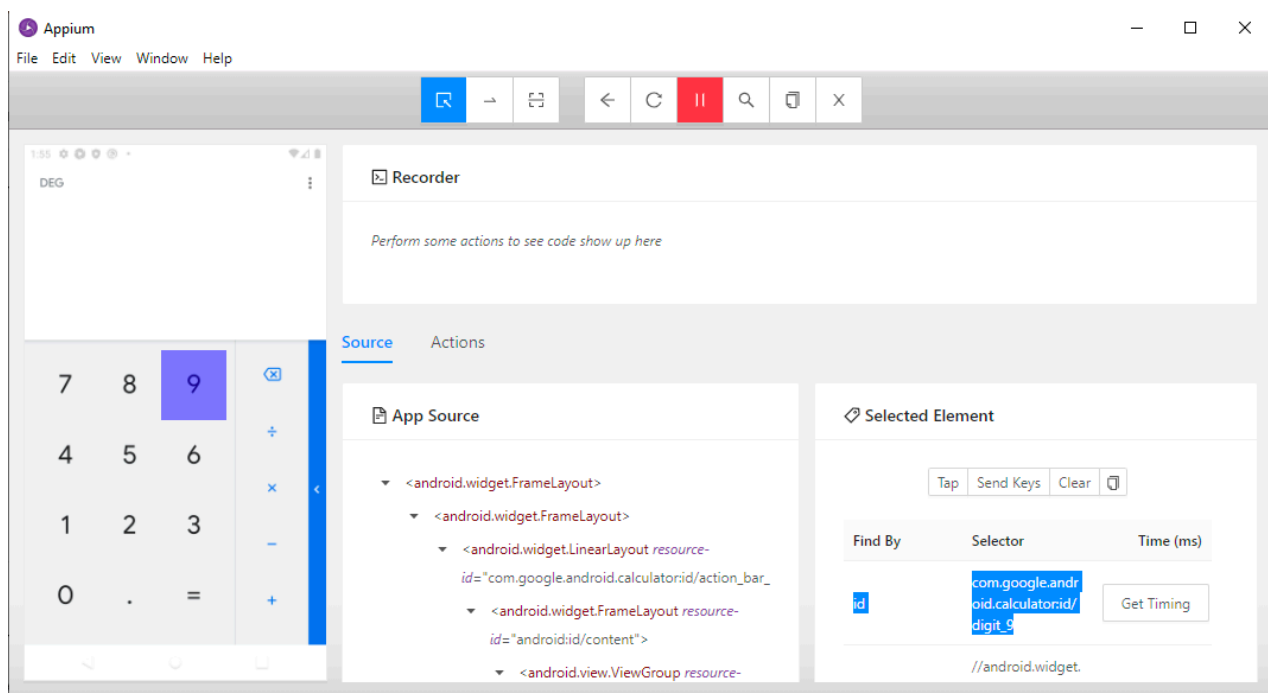 Appium
File Edit View Window Help
1:55
DEG
7 8 9
÷
4 5 6
×
1 2 3
−
0 . =
+
Recorder
Perform some actions to see code show up here
Source Actions
App Source
<android.widget.FrameLayout>
<android.widget.FrameLayout>
<android.widget.LinearLayout resource-
id="com.google.android.calculator:id/action_bar_
<android.widget.FrameLayout resource-
id="android:id/content">
<android.view.ViewGroup resource-
Selected Element
Tap Send Keys Clear
Find By Selector Time (ms)
id
com.google.andr
oid.calculator:id/
digit_9
Get Timing
//android.widget.